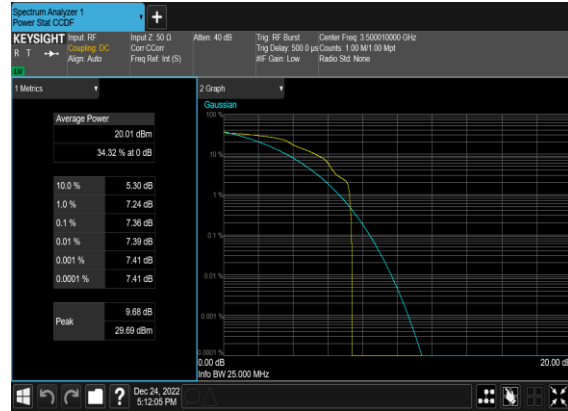 Spectrum Analyzer 1
Power Stat CCDF
KEYSIGHT
Input: RF
Input Z: 50 Ω
Atten: 40 dB
Trig: RF Burst
Center Freq: 3.500010000 GHz
R T
Coupling: DC
Corr CCorr
Trig Delay: 500.0 µs
Counts: 1.00 M/1.00 Mpt
Align: Auto
Freq Ref: Int (S)
#IF Gain: Low
Radio Std: None
1 Metrics
2 Graph
Average Power
20.01 dBm
34.32 % at 0 dB
10.0 % 5.30 dB
1.0 % 7.24 dB
0.1 % 7.36 dB
0.01 % 7.39 dB
0.001 % 7.41 dB
0.0001 % 7.41 dB
Peak
9.68 dB
29.69 dBm
Gaussian
100 %
10 %
1 %
0.1 %
0.01 %
0.001 %
0.0001 %
0.00 dB
20.00 dB
Info BW 25.000 MHz
Dec 24, 2022
5:12:05 PM